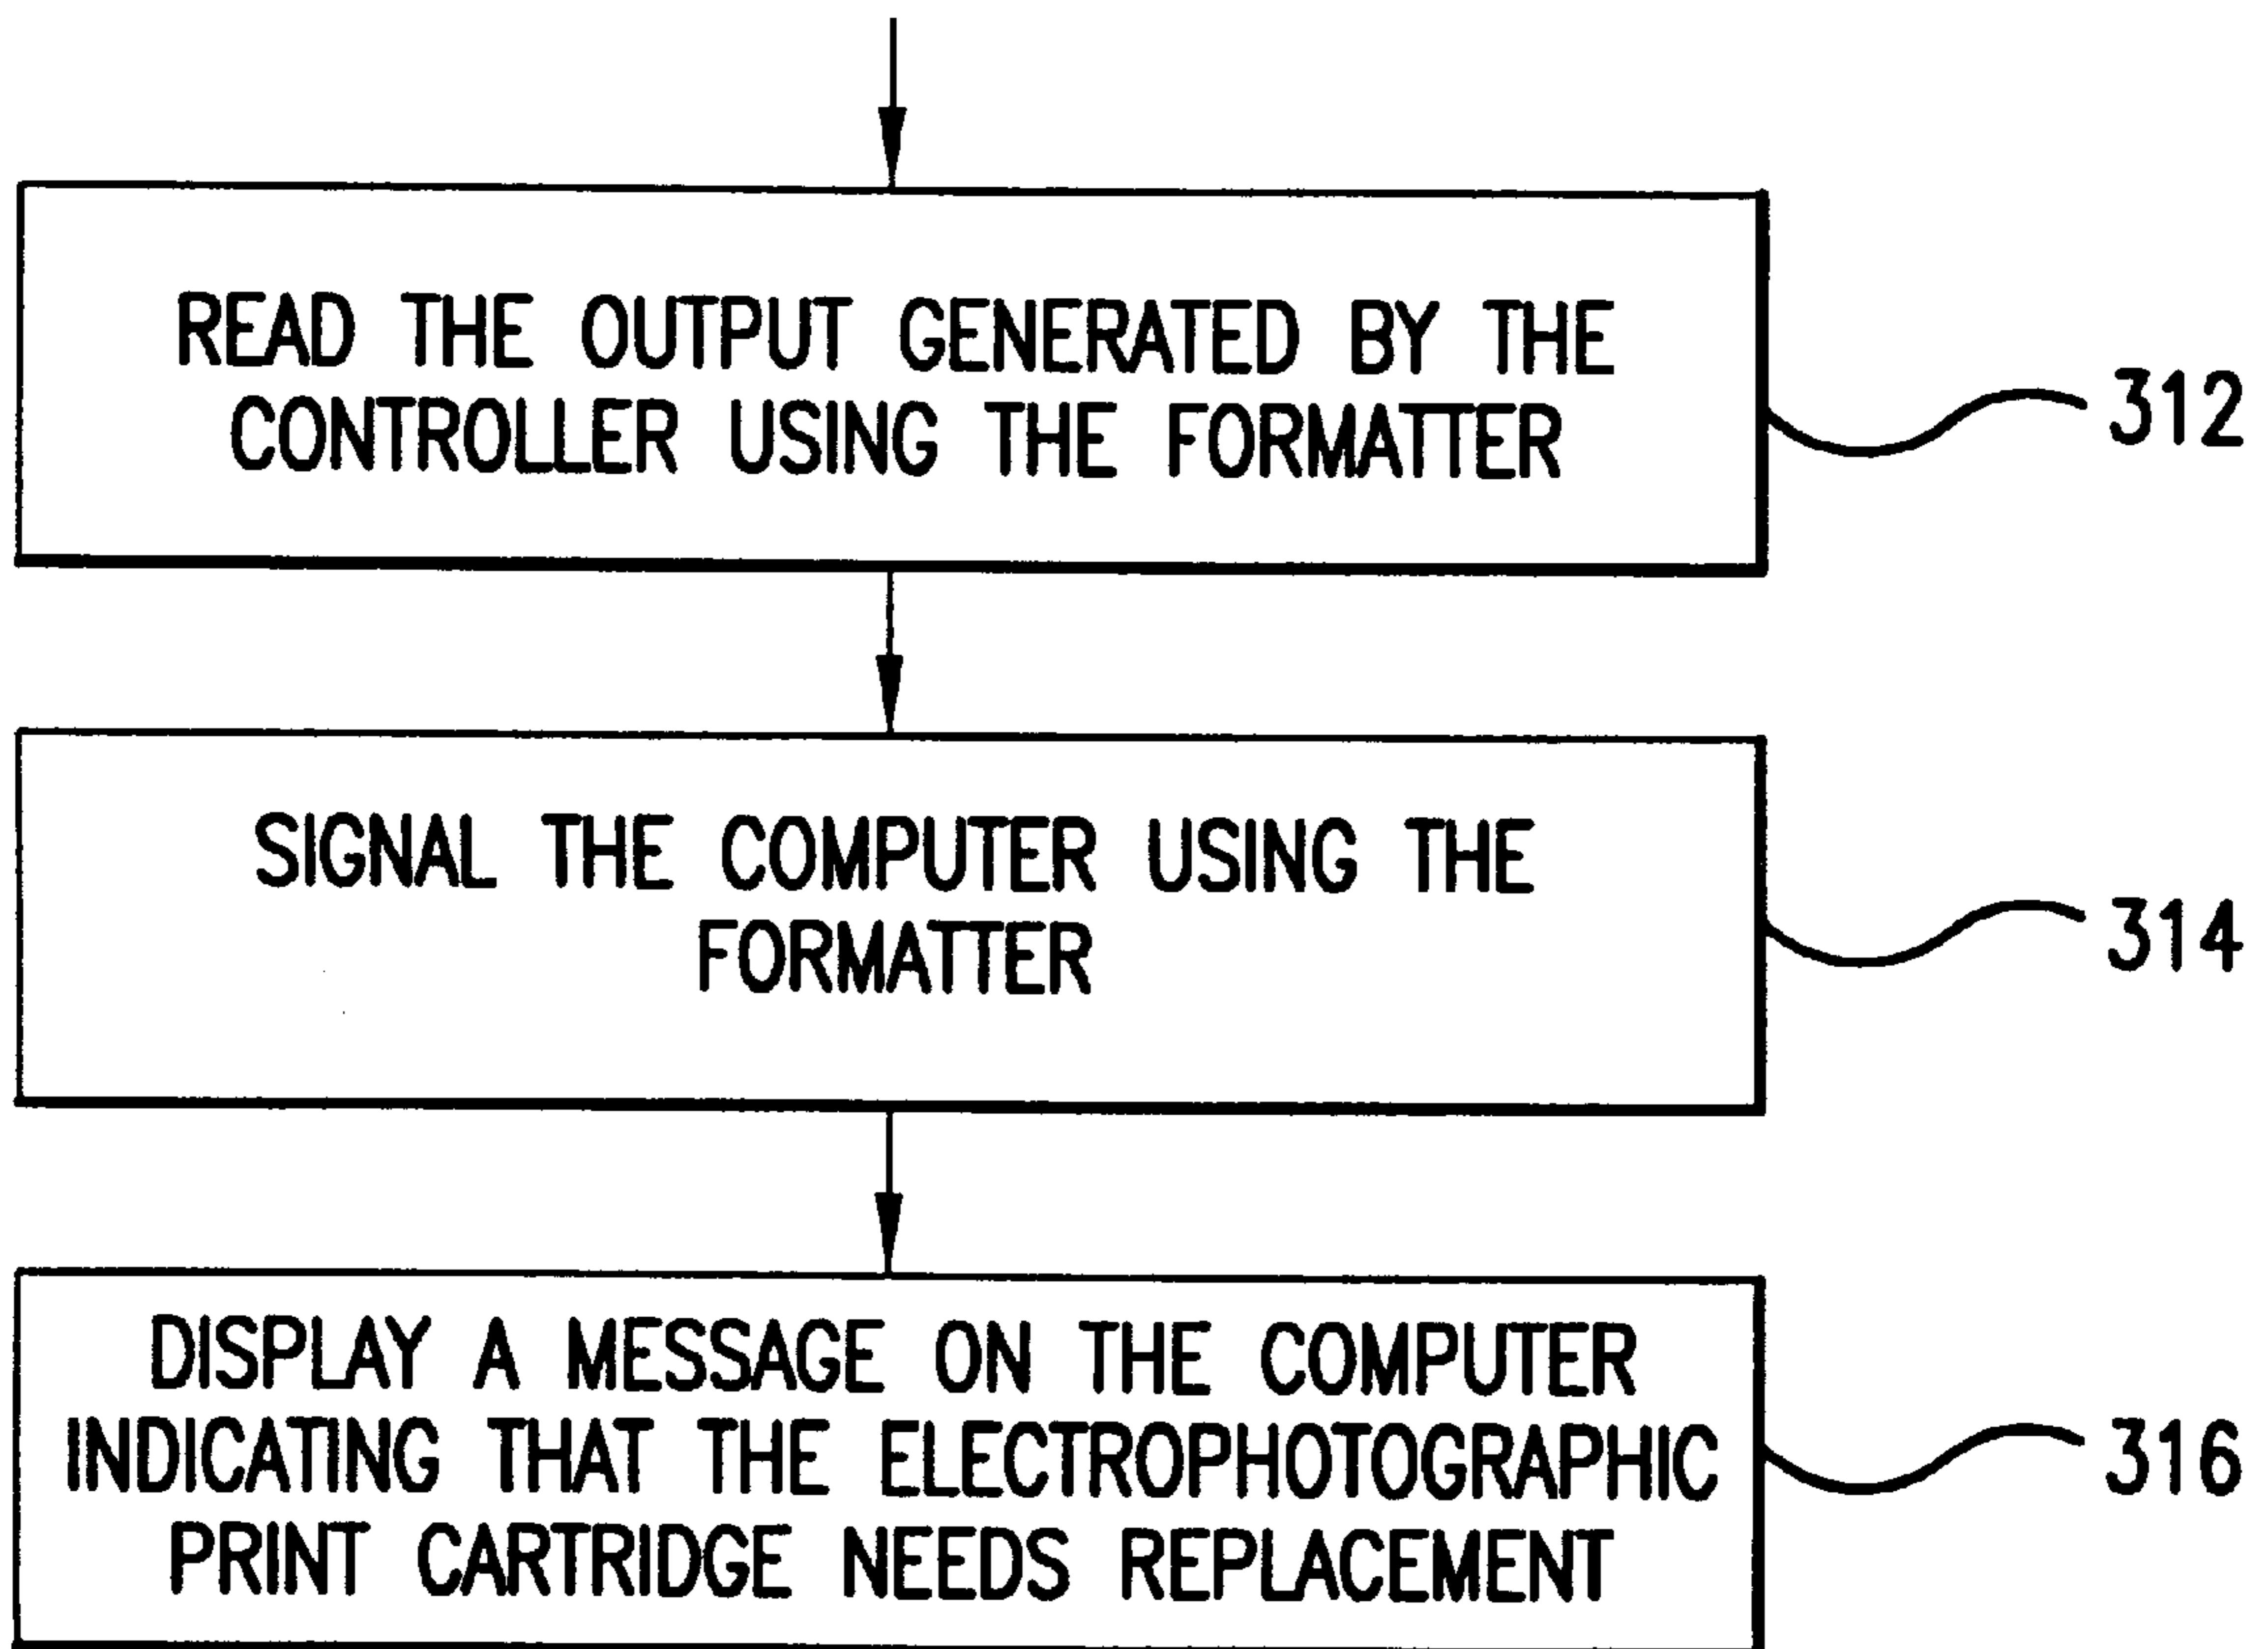 READ THE OUTPUT GENERATED BY THE
CONTROLLER USING THE FORMATTER
312
SIGNAL THE COMPUTER USING THE
FORMATTER
314
DISPLAY A MESSAGE ON THE COMPUTER
INDICATING THAT THE ELECTROPHOTOGRAPHIC
PRINT CARTRIDGE NEEDS REPLACEMENT
316